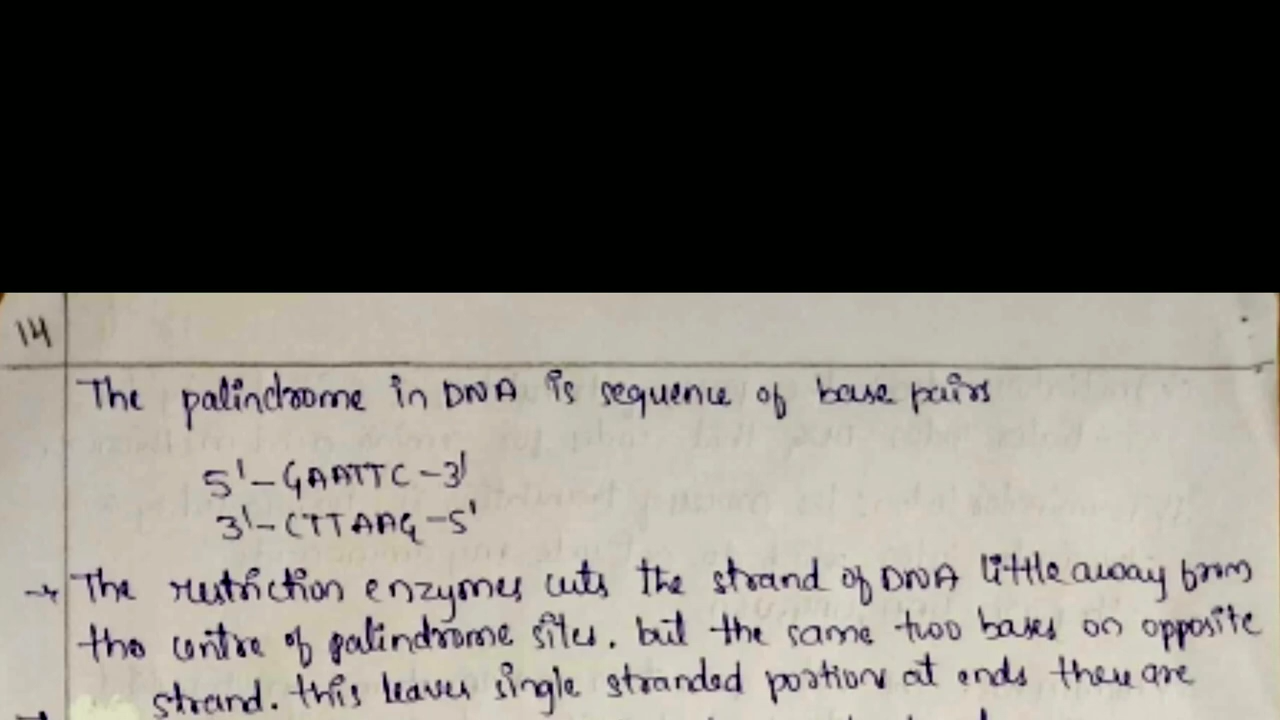 14
The palindrome in DNA is sequence of base pairs
5'-GAATTC-3'
3'-CTTAAG-5'
→ The restriction enzymes cuts the strand of DNA little away from
the centre of palindrome sites. but the same two bases on opposite
strand. this leaves single stranded portions at ends there are